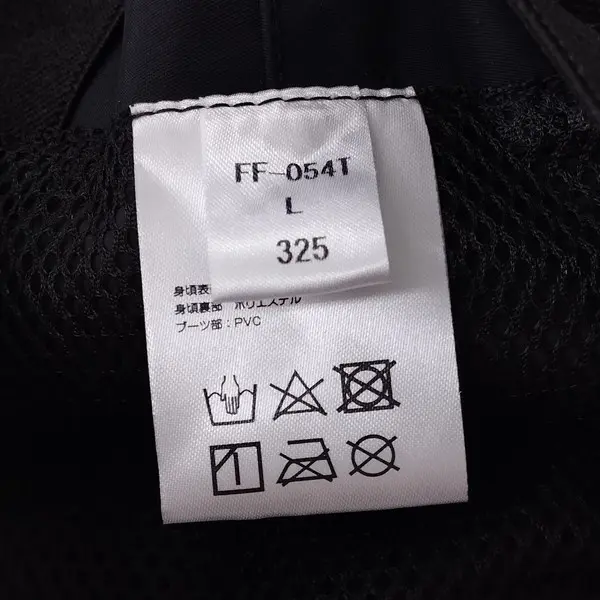 FF-054T
L
325
身頃表
身頃裏部 ポリエステル
ブーツ部:PVC